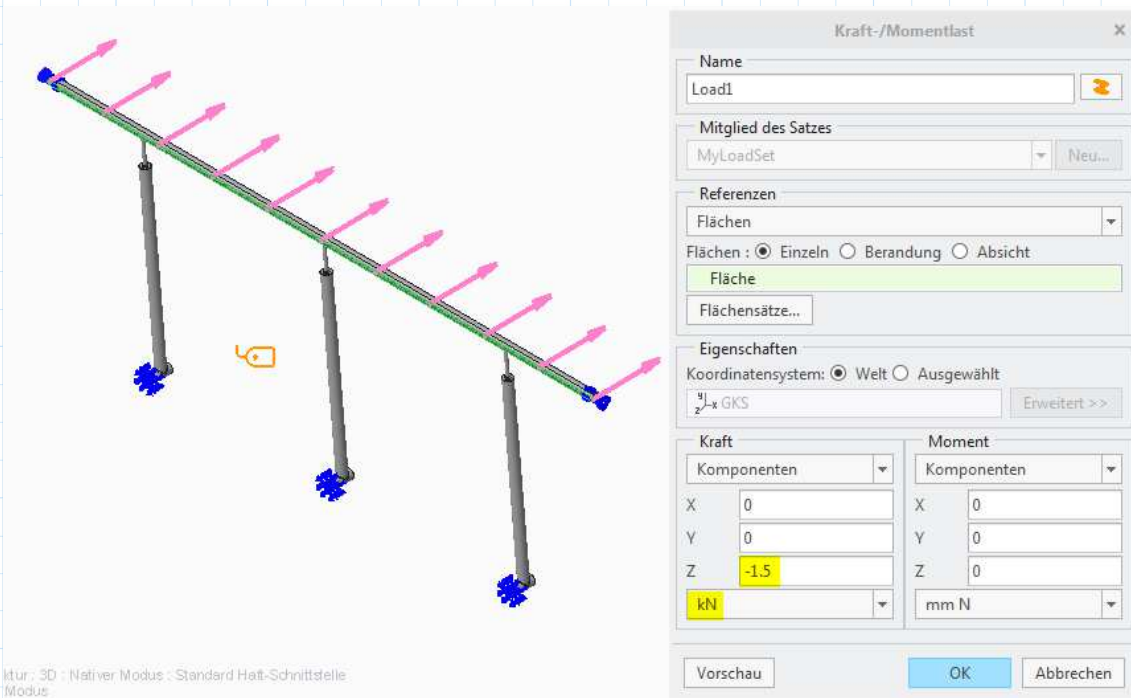 Kraft-/Momentlast
Name
Load1
Mitglied des Satzes
MyLoadSet
Neu...
Referenzen
Flächen
Flächen : Einzeln Berandung Absicht
Fläche
Flächensätze...
Eigenschaften
Koordinatensystem: Welt Ausgewählt
y z x GKS
Erweitert >>
Kraft
Komponenten
X 0
Y 0
Z -1.5
kN
Moment
Komponenten
X 0
Y 0
Z 0
mm N
Vorschau
OK
Abbrechen
ktur : 3D : Nativer Modus : Standard Haft-Schnittstelle
Modus